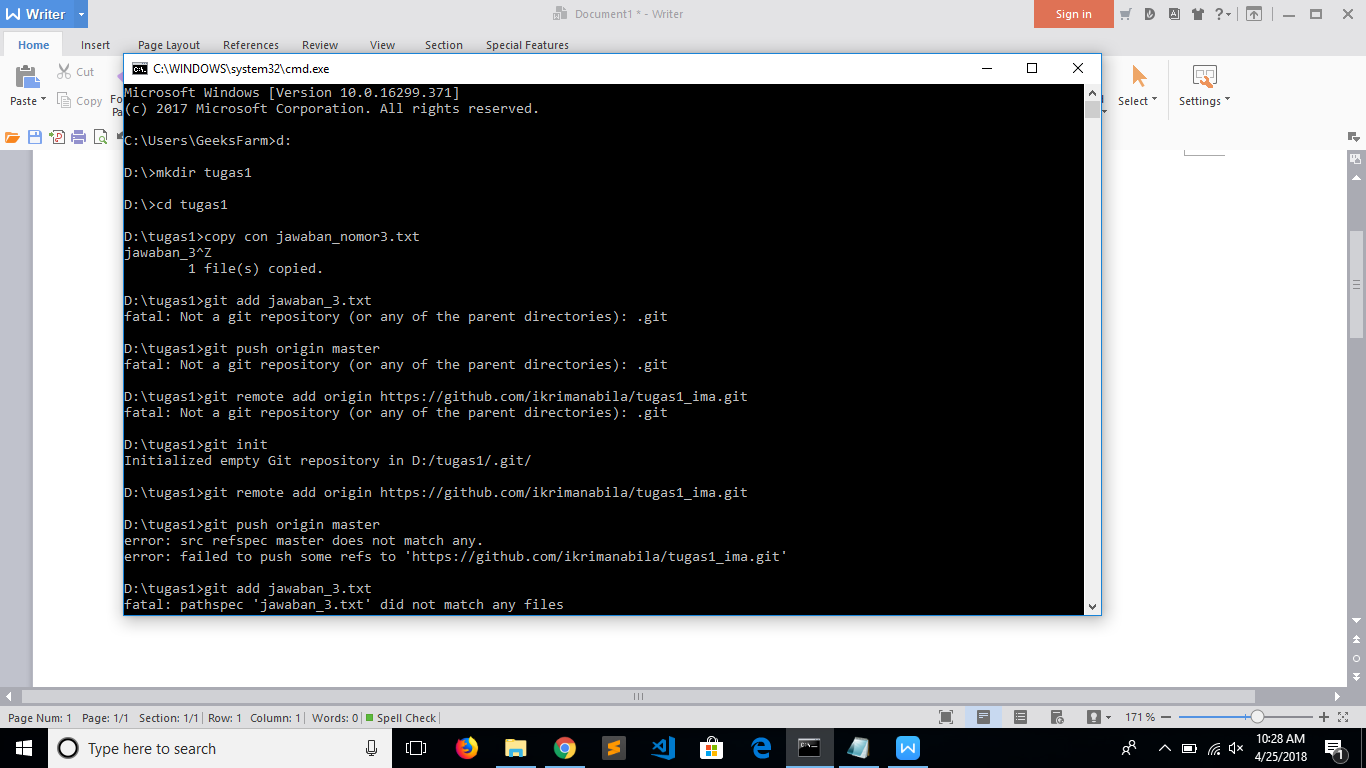 Writer
Document1 * - Writer
Sign in
Home Insert Page Layout References Review View Section Special Features
Paste Cut
Copy
Select Settings
C:\WINDOWS\system32\cmd.exe
Microsoft Windows [Version 10.0.16299.371]
(c) 2017 Microsoft Corporation. All rights reserved.
C:\Users\GeeksFarm>d:
D:\>mkdir tugas1
D:\>cd tugas1
D:\tugas1>copy con jawaban_nomor3.txt
jawaban_3^Z
1 file(s) copied.
D:\tugas1>git add jawaban_3.txt
fatal: Not a git repository (or any of the parent directories): .git
D:\tugas1>git push origin master
fatal: Not a git repository (or any of the parent directories): .git
D:\tugas1>git remote add origin https://github.com/ikrimanabila/tugas1_ima.git
fatal: Not a git repository (or any of the parent directories): .git
D:\tugas1>git init
Initialized empty Git repository in D:/tugas1/.git/
D:\tugas1>git remote add origin https://github.com/ikrimanabila/tugas1_ima.git
D:\tugas1>git push origin master
error: src refspec master does not match any.
error: failed to push some refs to 'https://github.com/ikrimanabila/tugas1_ima.git'
D:\tugas1>git add jawaban_3.txt
fatal: pathspec 'jawaban_3.txt' did not match any files
Page Num: 1 Page: 1/1 Section: 1/1 Row: 1 Column: 1 Words: 0 Spell Check 171 %
Type here to search
10:28 AM
4/25/2018
1